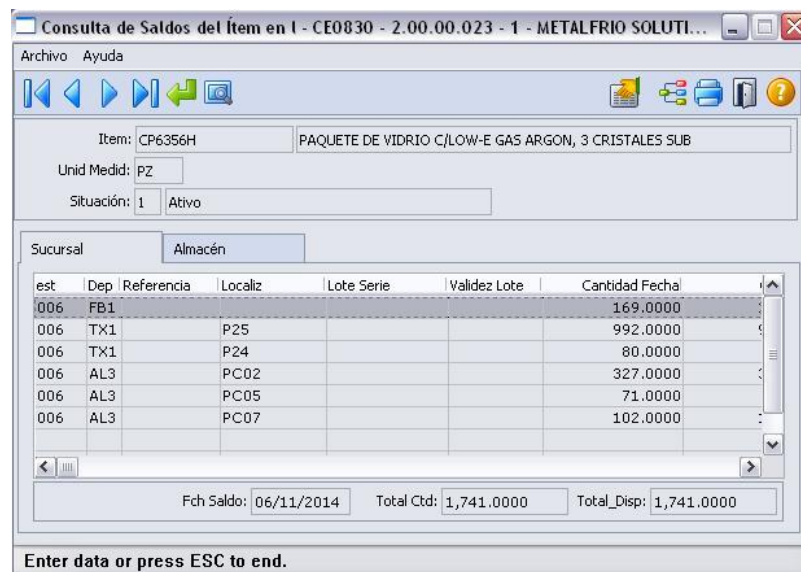 Consulta de Saldos del Ítem en l - CE0830 - 2.00.00.023 - 1 - METALFRIO SOLUTI...
Archivo Ayuda
Item: CP6356H PAQUETE DE VIDRIO C/LOW-E GAS ARGON, 3 CRISTALES SUB
Unid Medid: PZ
Situación: 1 Ativo
Sucursal Almacén
est Dep Referencia Localiz Lote Serie Validez Lote Cantidad Fecha
006 FB1 169.0000
006 TX1 P25 992.0000
006 TX1 P24 80.0000
006 AL3 PC02 327.0000
006 AL3 PC05 71.0000
006 AL3 PC07 102.0000
Fch Saldo: 06/11/2014 Total Ctd: 1,741.0000 Total_Disp: 1,741.0000
Enter data or press ESC to end.